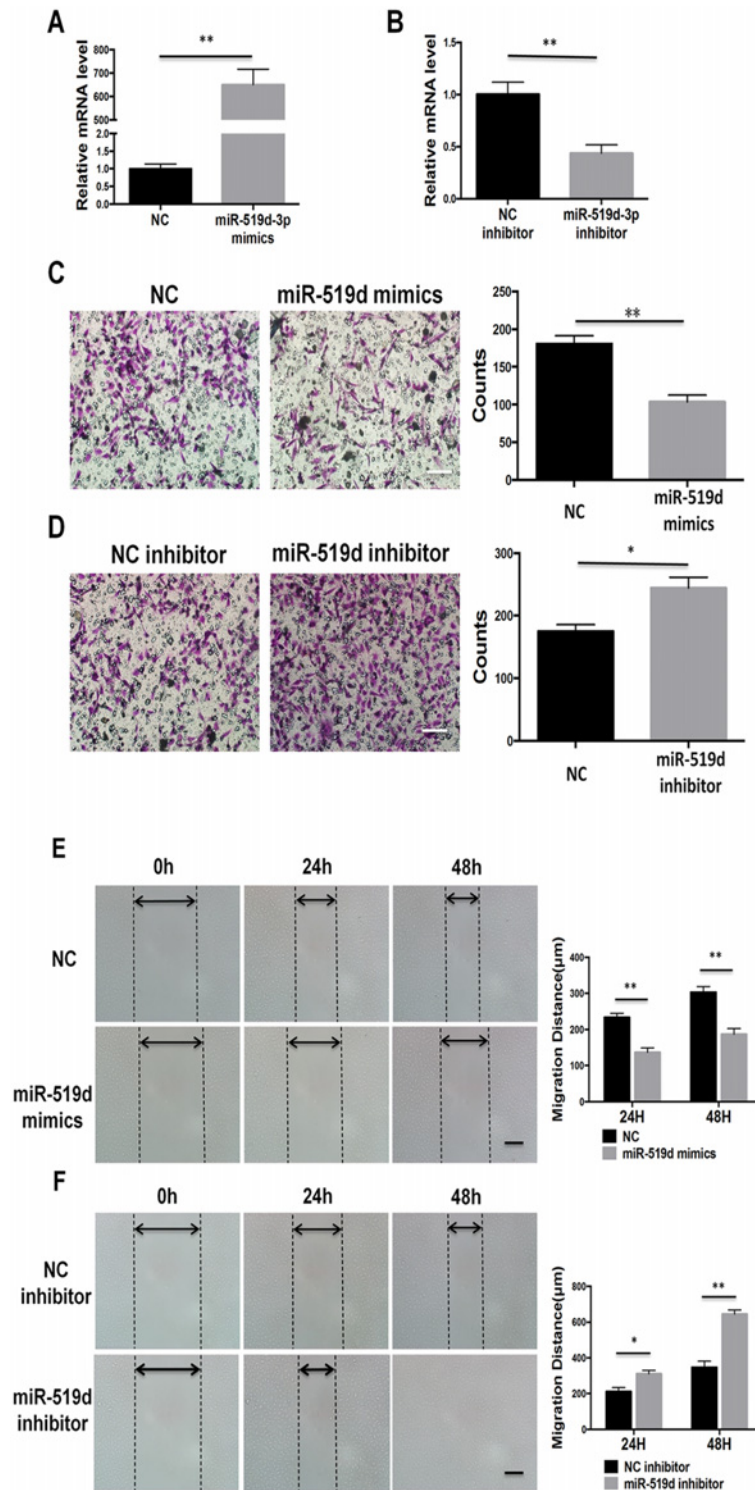 A
**
Relative mRNA level
800
700
600
500
2.0
1.5
1.0
0.5
0.0
NC
miR-519d-3p
mimics
B
**
Relative mRNA level
1.5
1.0
0.5
0.0
NC
inhibitor
miR-519d-3p
inhibitor
C
NC
miR-519d mimics
**
Counts
250
200
150
100
50
0
NC
miR-519d
mimics
D
NC inhibitor
miR-519d inhibitor
*
Counts
300
200
100
0
NC
miR-519d
inhibitor
E
0h
24h
48h
NC
miR-519d
mimics
Migration Distance(μm)
400
300
200
100
0
**
**
24H
48H
NC
miR-519d mimics
F
0h
24h
48h
NC
inhibitor
miR-519d
inhibitor
Migration Distance(μm)
800
600
400
200
0
*
**
24H
48H
NC inhibitor
miR-519d inhibitor